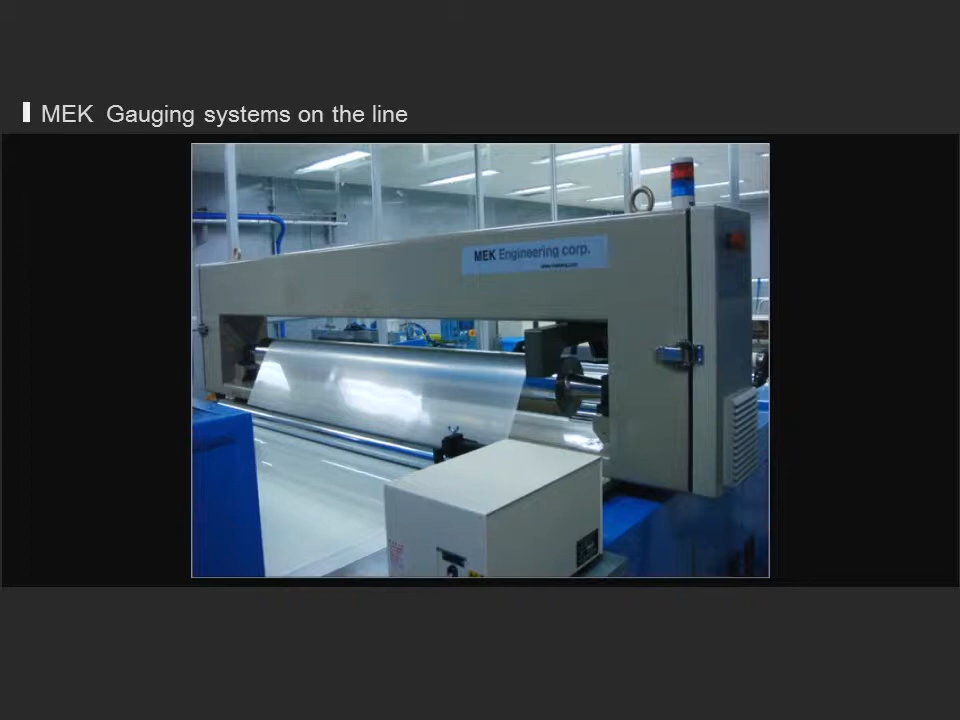 MEK Gauging systems on the line
MEK Engineering corp.